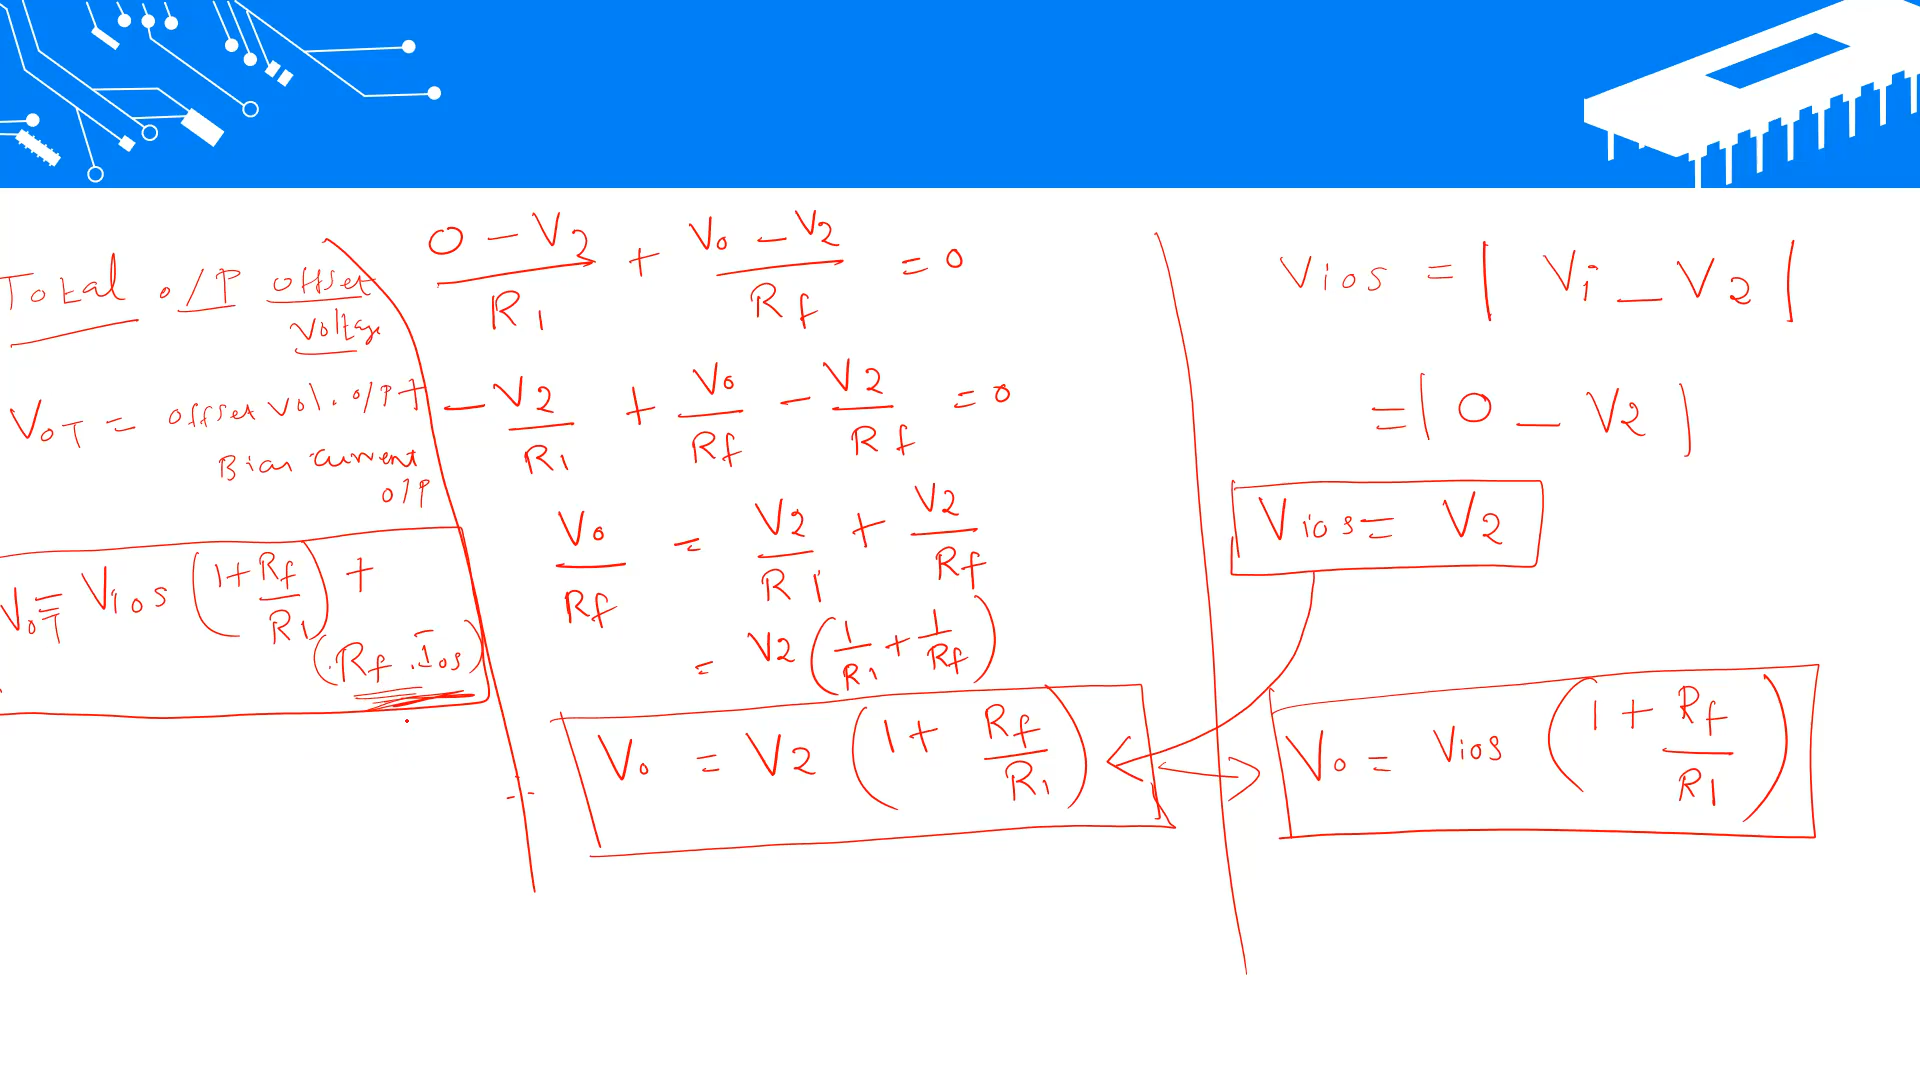 Total o/P offset
voltage
VoT = offset vol. o/P +
Bias current
o/P
VoT = Vios (1 + Rf/R1) +
(Rf . Ios)
(0 - V2)/R1 + (Vo - V2)/Rf = 0
- V2/R1 + Vo/Rf - V2/Rf = 0
Vo/Rf = V2/R1 + V2/Rf
= V2 (1/R1 + 1/Rf)
Vo = V2 (1 + Rf/R1)
Vios = | Vi - V2 |
= | 0 - V2 |
Vios = V2
Vo = Vios (1 + Rf/R1)